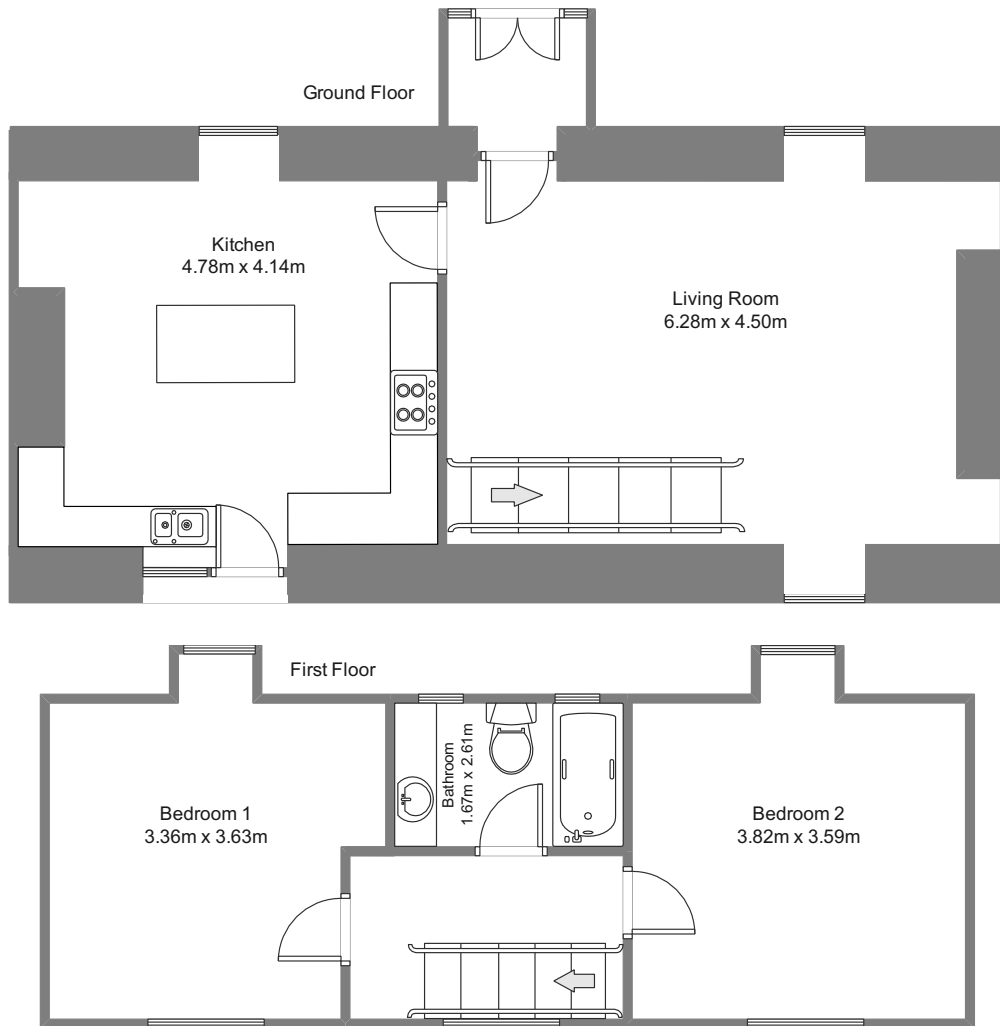 Ground Floor
Kitchen
4.78m x 4.14m
Living Room
6.28m x 4.50m
First Floor
Bathroom
1.67m x 2.61m
Bedroom 1
3.36m x 3.63m
Bedroom 2
3.82m x 3.59m